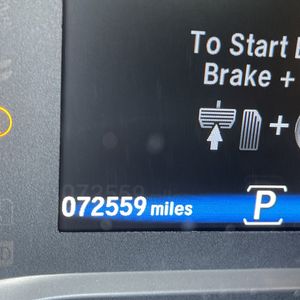 To Start
Brake +
+
072559 miles P